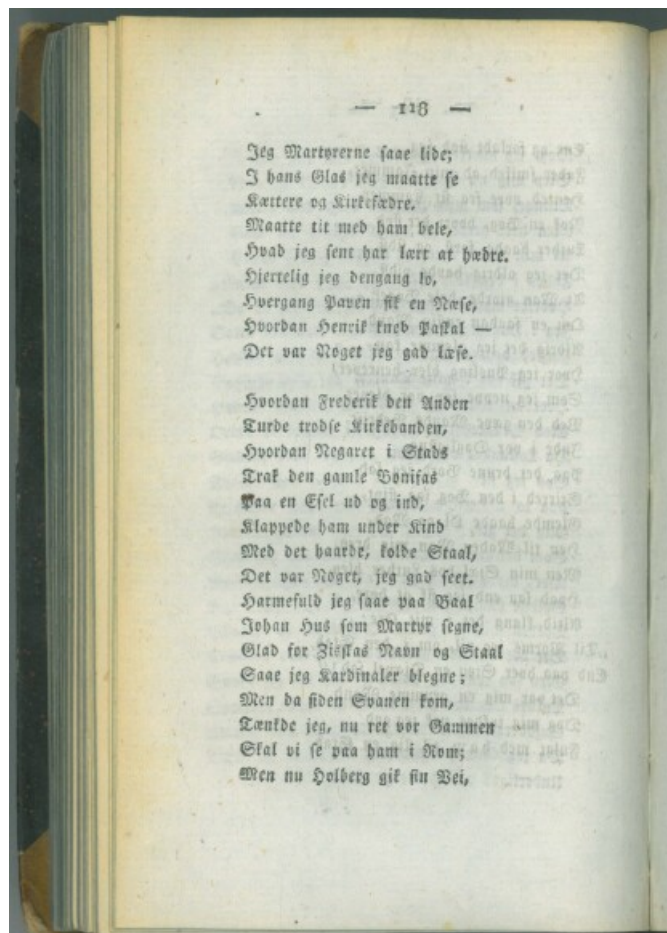 — 118 —
Jeg Martyrerne saae lide;
I hans Glas jeg maatte se
Kættere og Kirkefædre.
Maatte tit med ham bele,
Hvad jeg sent har lært at hædre.
Hjertelig jeg dengang lo,
Hvergang Paven fik en Næse,
Hvordan Henrik kneb Paskal —
Det var Noget jeg gad læse.
Hvordan Frederik den Anden
Turde trodse Kirkebanden,
Hvordan Negaret i Stads
Trak den gamle Bonifas
Paa en Esel ud og ind,
Klappede ham under Kind
Med det haarde, kolde Staal,
Det var Noget, jeg gad seet.
Harmefuld jeg saae paa Baal
Johan Hus som Martyr segne,
Glad for Ziskas Navn og Staal
Saae jeg Kardinaler blegne;
Men da siden Svanen kom,
Tænkde jeg, nu ret vor Gammen
Skal vi se paa ham i Rom;
Men nu Holberg gik sin Vei,